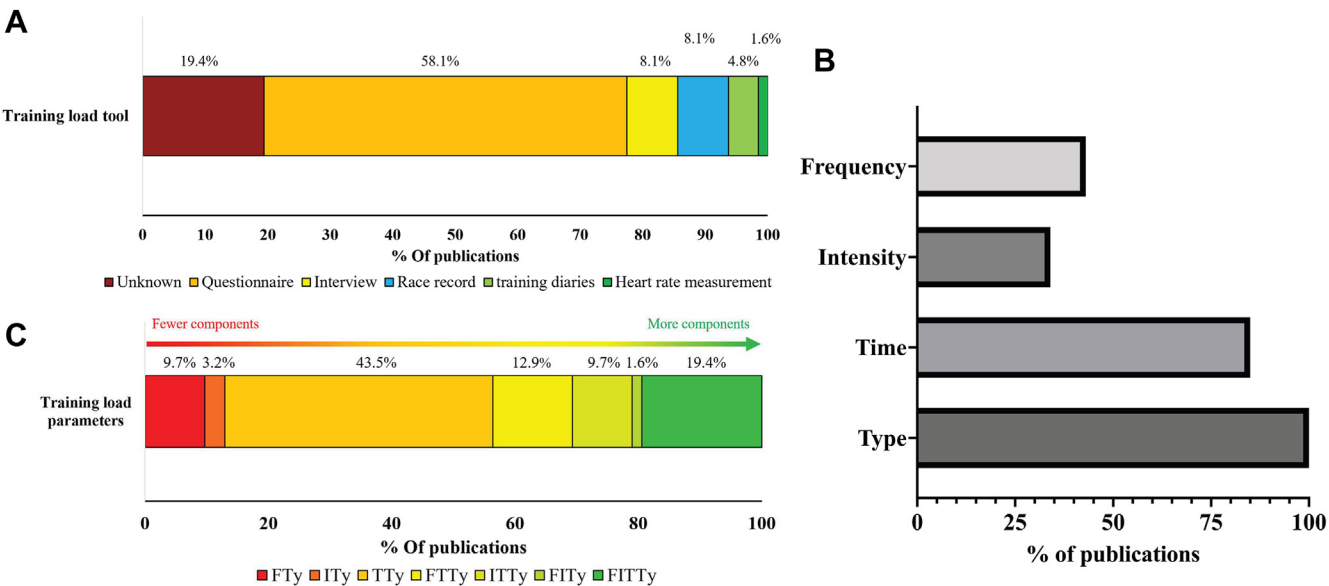 A
19.4%
58.1%
8.1%
8.1%
4.8%
1.6%
Training load tool
0 10 20 30 40 50 60 70 80 90 100
% Of publications
Unknown Questionnaire Interview Race record training diaries Heart rate measurement
B
Frequency
Intensity
Time
Type
0 25 50 75 100
% of publications
C
Fewer components More components
9.7% 3.2% 43.5% 12.9% 9.7% 1.6% 19.4%
Training load
parameters
0 20 40 60 80 100
% Of publications
FTy ITy TTy FTTy ITTy FITy FITTy